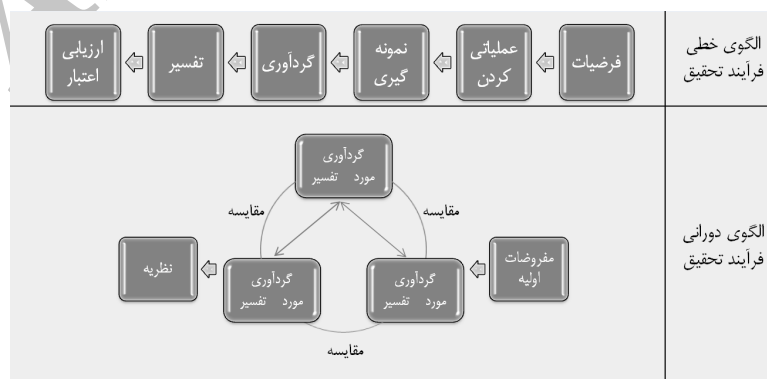 الگوی خطی
فرآیند تحقیق
فرضیات
عملیاتی
کردن
نمونه
گیری
گردآوری
تفسیر
ارزیابی
اعتبار
الگوی دورانی
فرآیند تحقیق
مفروضات
اولیه
گردآوری
مورد تفسیر
مقایسه
گردآوری
مورد تفسیر
مقایسه
گردآوری
مورد تفسیر
مقایسه
نظریه